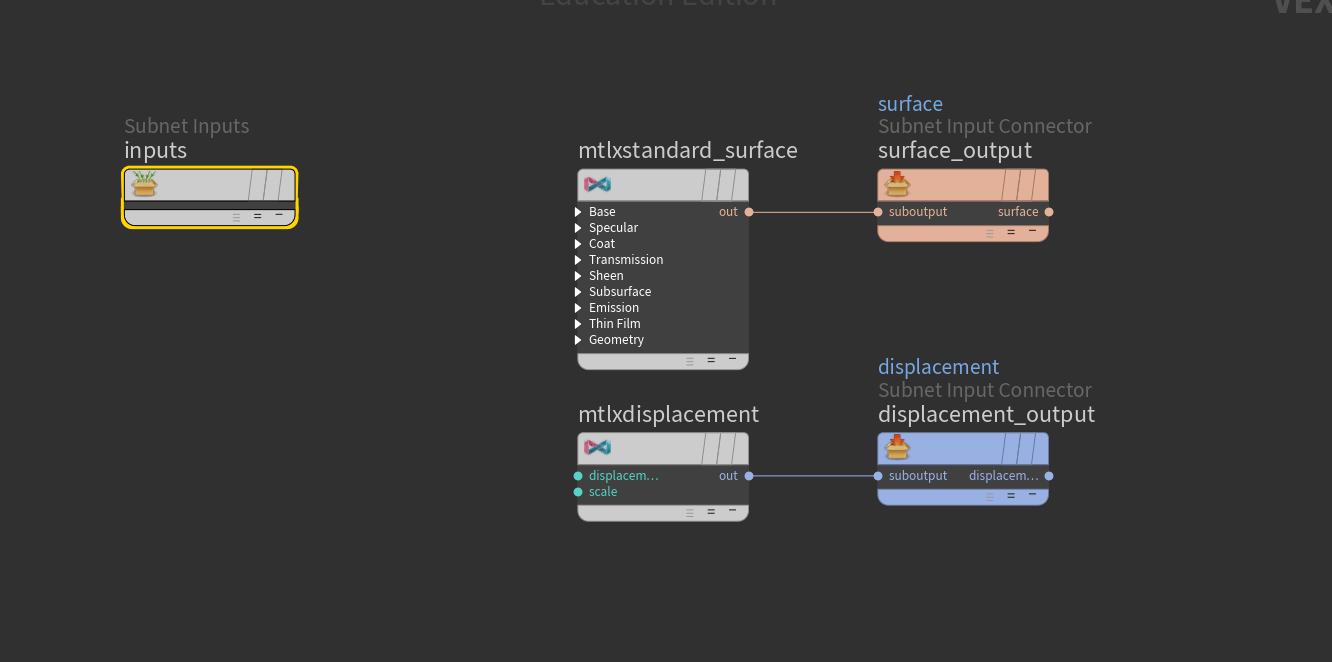 Education Edition
VEX
Subnet Inputs
inputs
mtlxstandard_surface
Base
out
Specular
Coat
Transmission
Sheen
Subsurface
Emission
Thin Film
Geometry
surface
Subnet Input Connector
surface_output
suboutput
surface
mtlxdisplacement
displacem…
out
scale
displacement
Subnet Input Connector
displacement_output
suboutput
displacem…